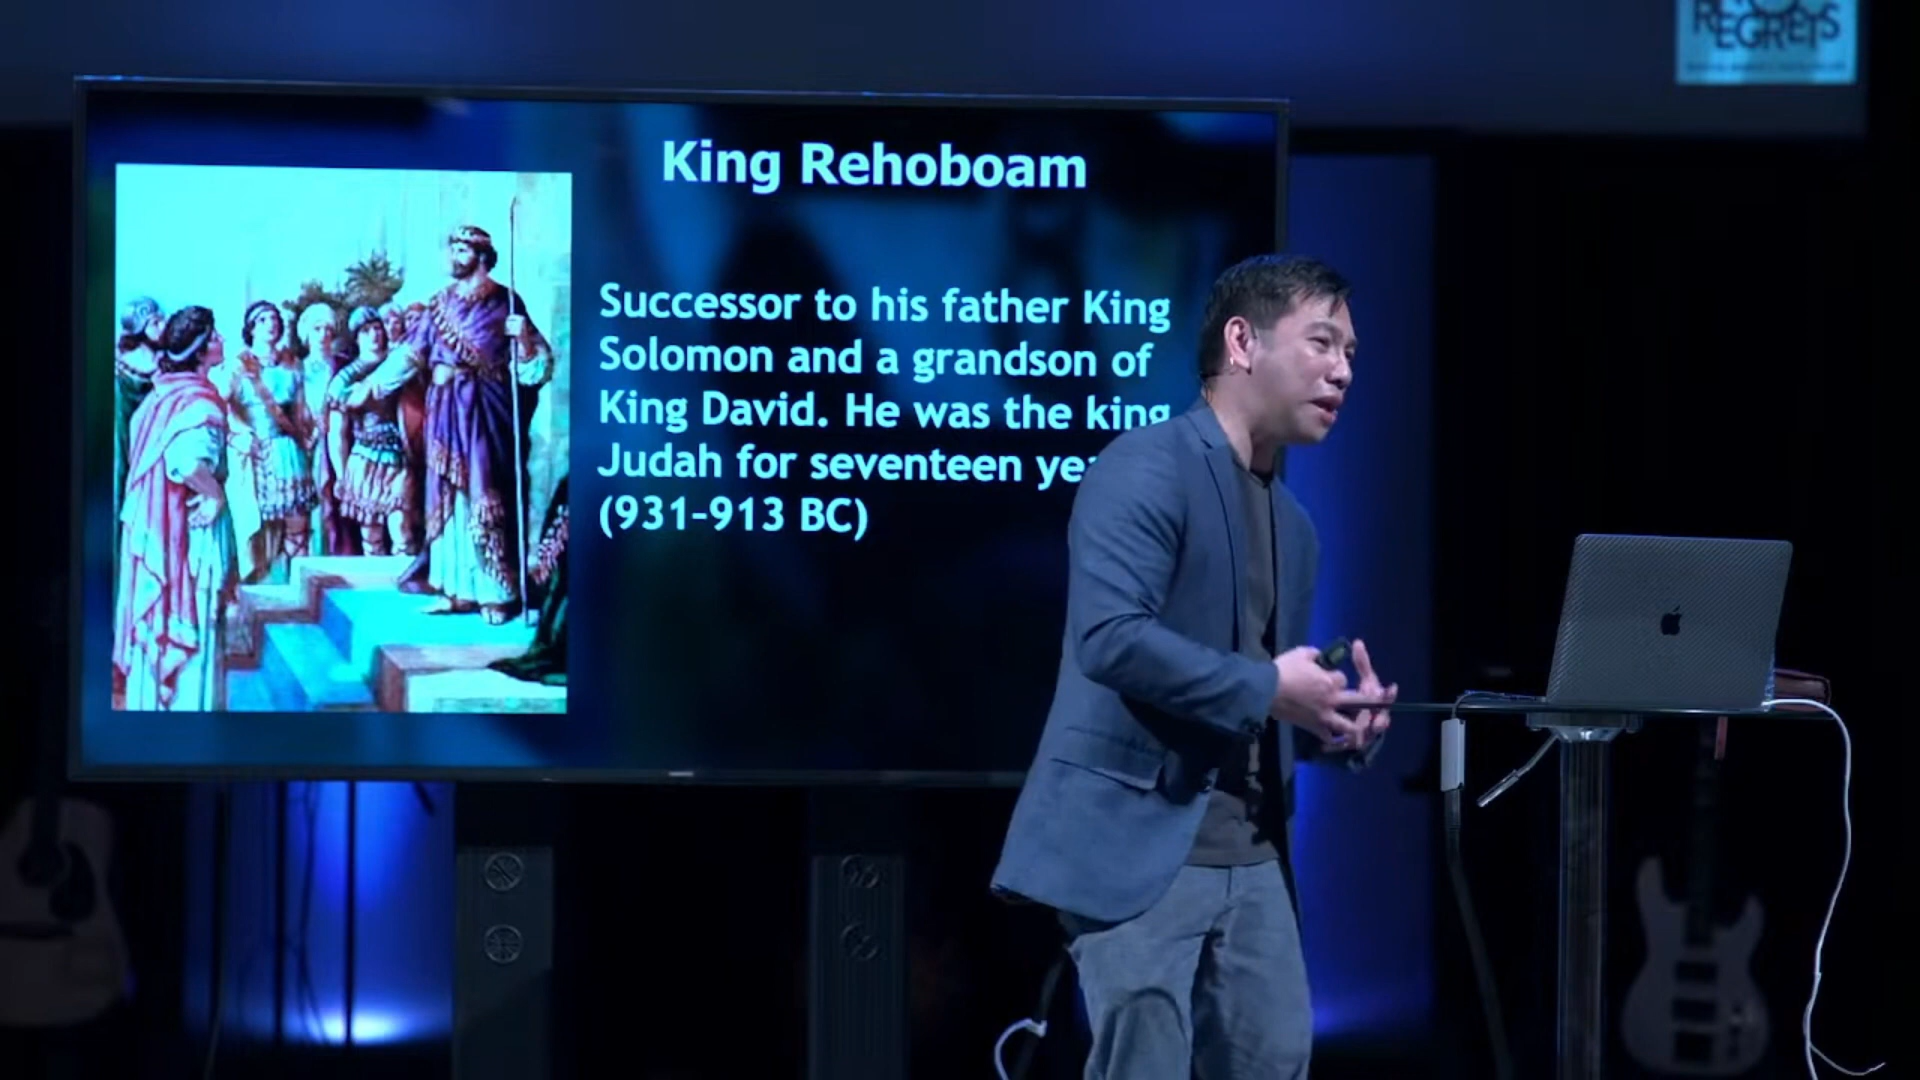 REGRETS
King Rehoboam
Successor to his father King
Solomon and a grandson of
King David. He was the king
Judah for seventeen
(931-913 BC)